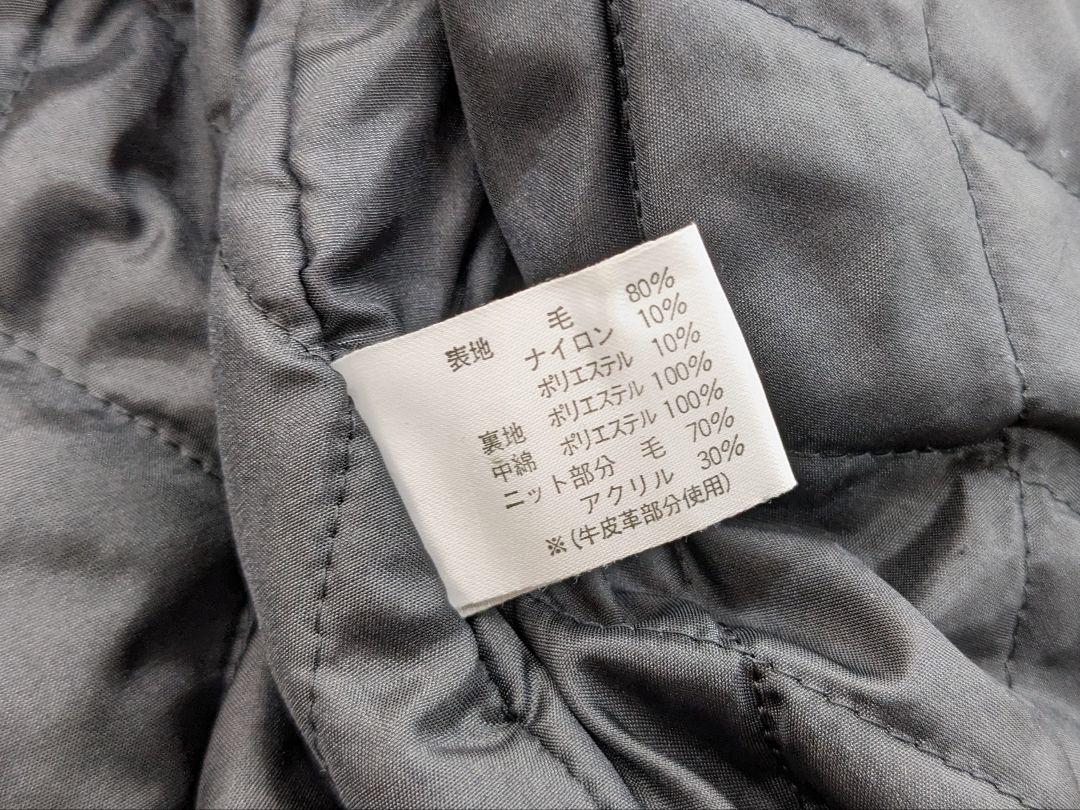 表地 毛 80%
ナイロン 10%
ポリエステル 10%
裏地 ポリエステル 100%
中綿 ポリエステル 100%
ニット部分 毛 70%
アクリル 30%
※(牛皮革部分使用)